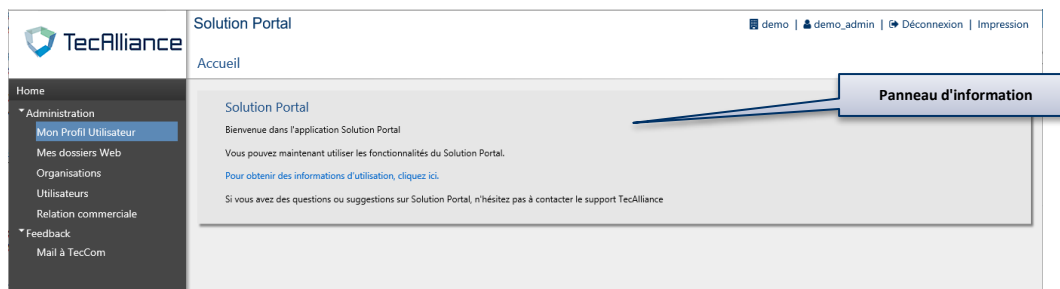 TecAlliance
Solution Portal
demo | demo_admin | Déconnexion | Impression
Accueil
Home
Administration
Mon Profil Utilisateur
Mes dossiers Web
Organisations
Utilisateurs
Relation commerciale
Feedback
Mail à TecCom
Solution Portal
Bienvenue dans l'application Solution Portal
Vous pouvez maintenant utiliser les fonctionnalités du Solution Portal.
Pour obtenir des informations d'utilisation, cliquez ici.
Si vous avez des questions ou suggestions sur Solution Portal, n'hésitez pas à contacter le support TecAlliance
Panneau d'information